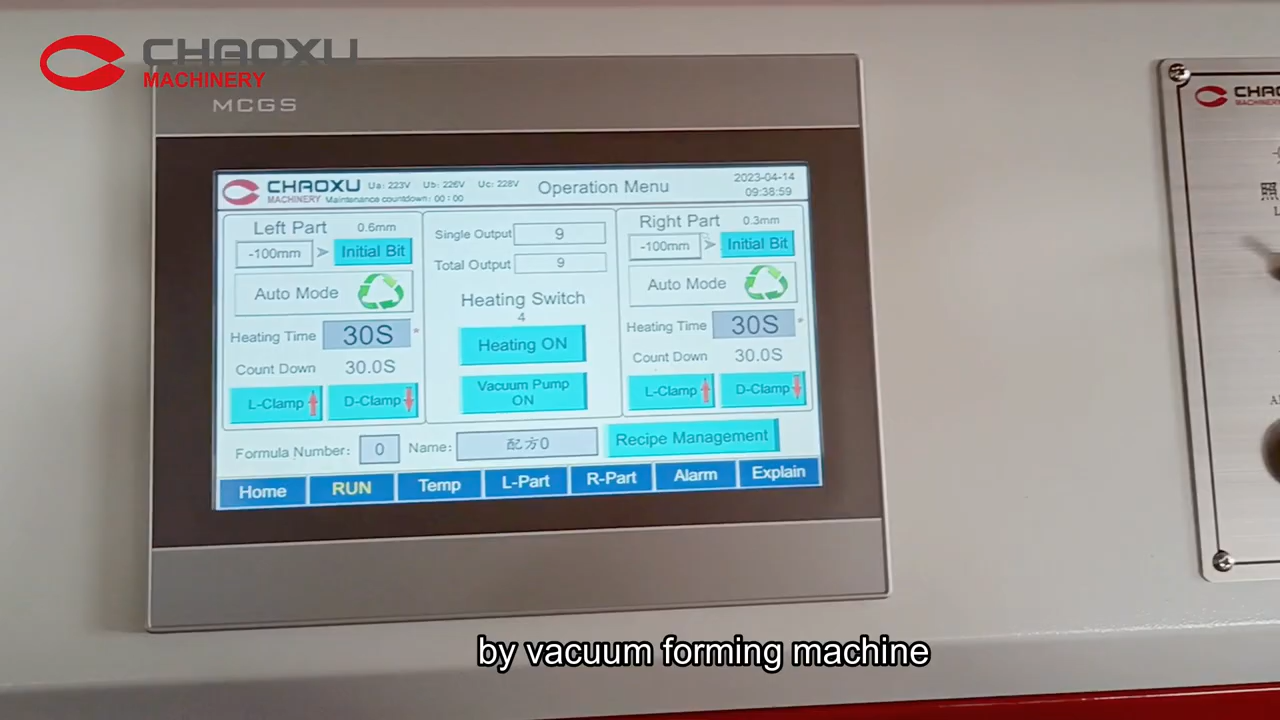 CHAOXU
MACHINERY
MCGS
CHAOXU
MACHINERY
Ua: 223V Ub: 226V Uc: 228V
Maintenance countdown: 00:00
Operation Menu
2023-04-14
09:38:59
Left Part 0.6mm
-100mm > Initial Bit
Auto Mode
Heating Time 30S
Count Down 30.0S
L-Clamp D-Clamp
Single Output 9
Total Output 9
Heating Switch
4
Heating ON
Vacuum Pump
ON
Right Part 0.3mm
-100mm > Initial Bit
Auto Mode
Heating Time 30S
Count Down 30.0S
L-Clamp D-Clamp
Formula Number: 0 Name: 配方0 Recipe Management
Home RUN Temp L-Part R-Part Alarm Explain
CHAO
MACHINERY
照
by vacuum forming machine